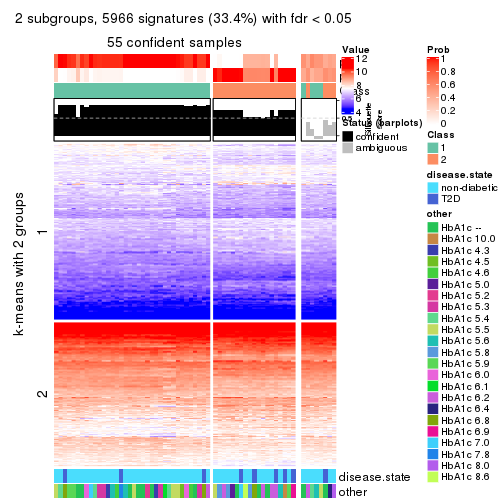 2 subgroups, 5966 signatures (33.4%) with fdr < 0.05
55 confident samples
k-means with 2 groups
1
2
Value
12
10
8
6
4
Class
Silhouette
score
Status (barplots)
confident
ambiguous
Prob
1
0.8
0.6
0.4
0.2
0
Class
1
2
disease.state
non-diabetic
T2D
other
HbA1c --
HbA1c 10.0
HbA1c 4.3
HbA1c 4.5
HbA1c 4.6
HbA1c 5.0
HbA1c 5.2
HbA1c 5.3
HbA1c 5.4
HbA1c 5.5
HbA1c 5.6
HbA1c 5.8
HbA1c 5.9
HbA1c 6.0
HbA1c 6.1
HbA1c 6.2
HbA1c 6.4
HbA1c 6.8
HbA1c 6.9
HbA1c 7.0
HbA1c 7.8
HbA1c 8.0
HbA1c 8.6
disease.state
other